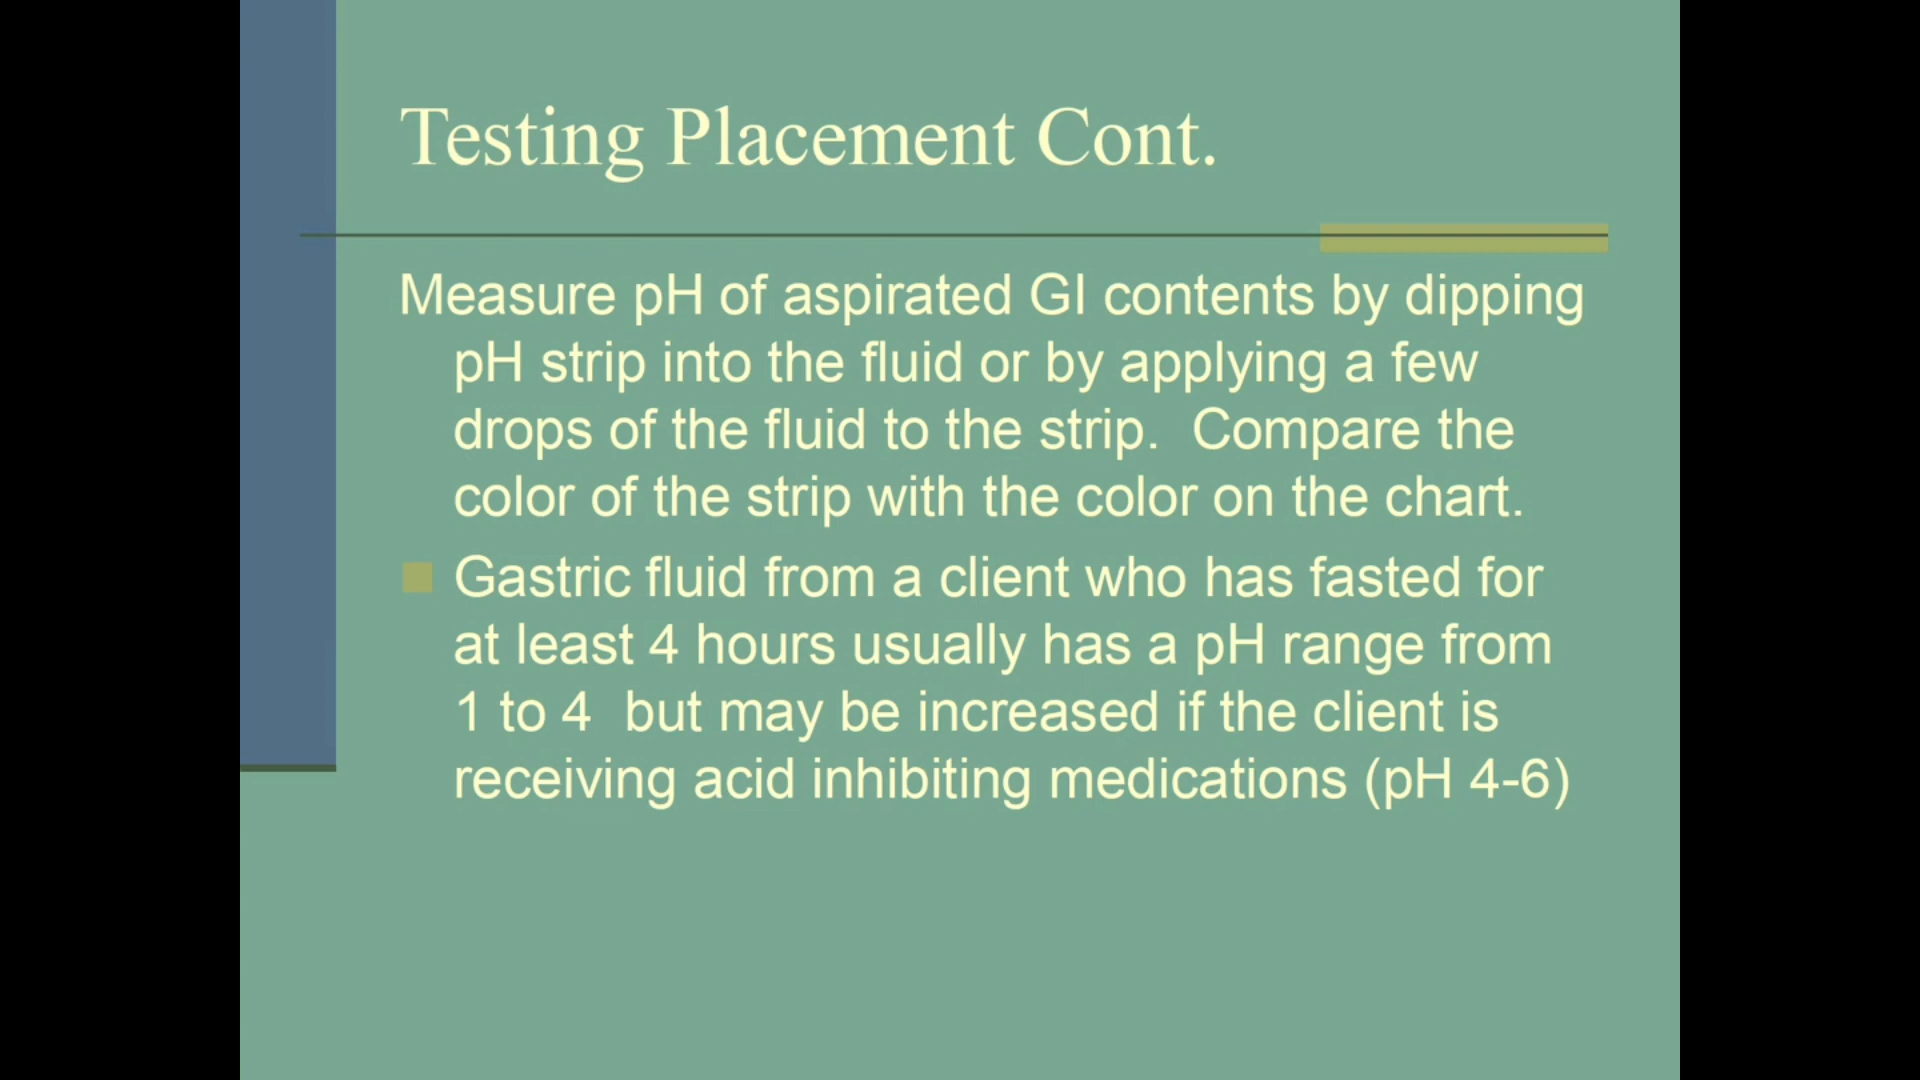 Testing Placement Cont.
Measure pH of aspirated GI contents by dipping
pH strip into the fluid or by applying a few
drops of the fluid to the strip.  Compare the
color of the strip with the color on the chart.
Gastric fluid from a client who has fasted for
at least 4 hours usually has a pH range from
1 to 4  but may be increased if the client is
receiving acid inhibiting medications (pH 4-6)